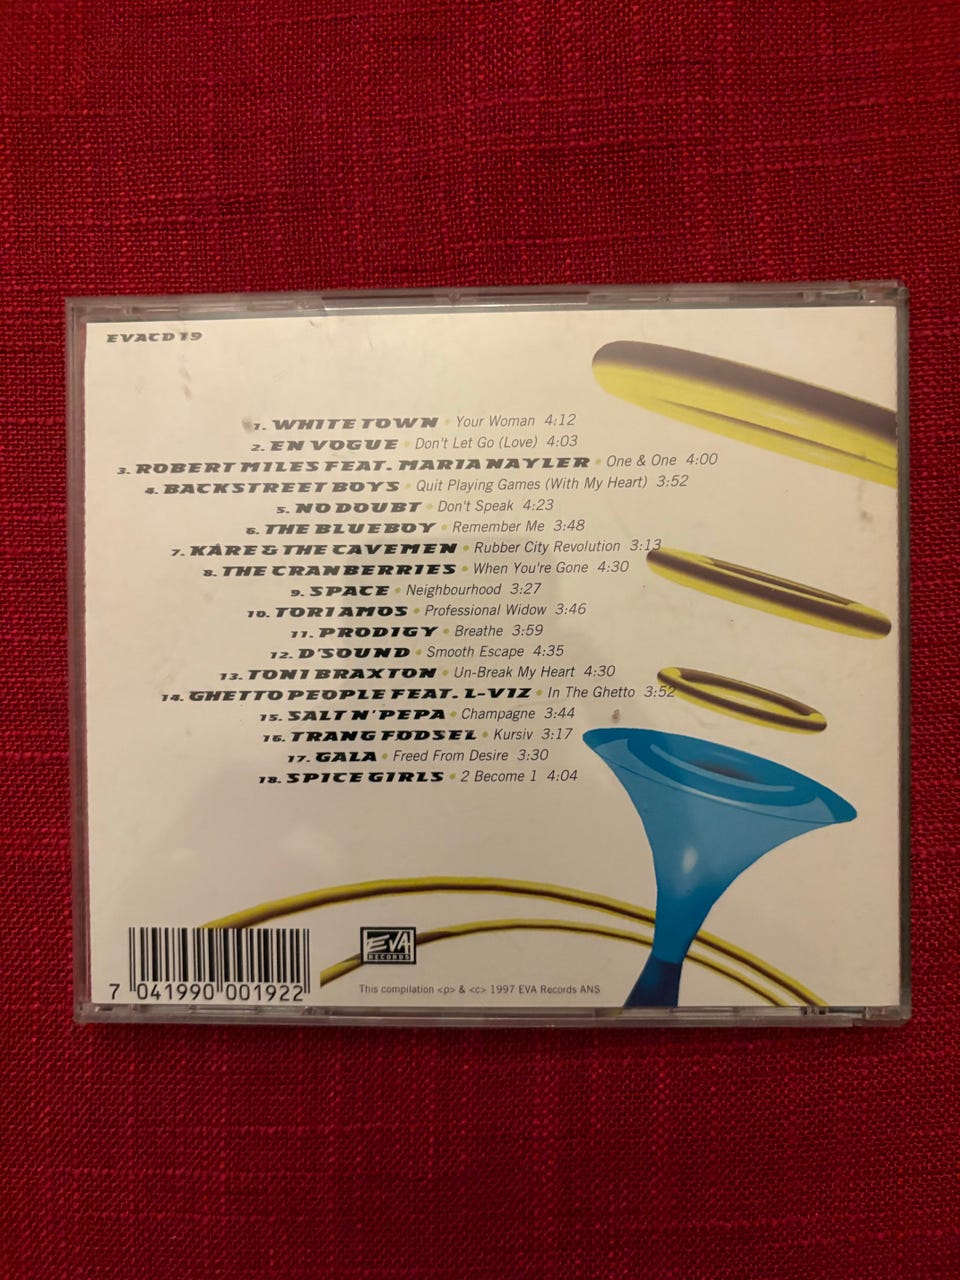 EVACD 19
1. WHITE TOWN • Your Woman 4:12
2. EN VOGUE • Don't Let Go (Love) 4:03
3. ROBERT MILES FEAT. MARIA NAYLER • One & One 4:00
4. BACKSTREET BOYS • Quit Playing Games (With My Heart) 3:52
5. NO DOUBT • Don't Speak 4:23
6. THE BLUEBOY • Remember Me 3:48
7. KÅRE & THE CAVEMEN • Rubber City Revolution 3:13
8. THE CRANBERRIES • When You're Gone 4:30
9. SPACE • Neighbourhood 3:27
10. TORI AMOS • Professional Widow 3:46
11. PRODIGY • Breathe 3:59
12. D'SOUND • Smooth Escape 4:35
13. TONI BRAXTON • Un-Break My Heart 4:30
14. GHETTO PEOPLE FEAT. L-VIZ • In The Ghetto 3:52
15. SALT N' PEPA • Champagne 3:44
16. TRANG FØDSEL • Kursiv 3:17
17. GALA • Freed From Desire 3:30
18. SPICE GIRLS • 2 Become 1 4:04
EVA
RECORDS
7 041990 001922
This compilation <p> & <c> 1997 EVA Records ANS